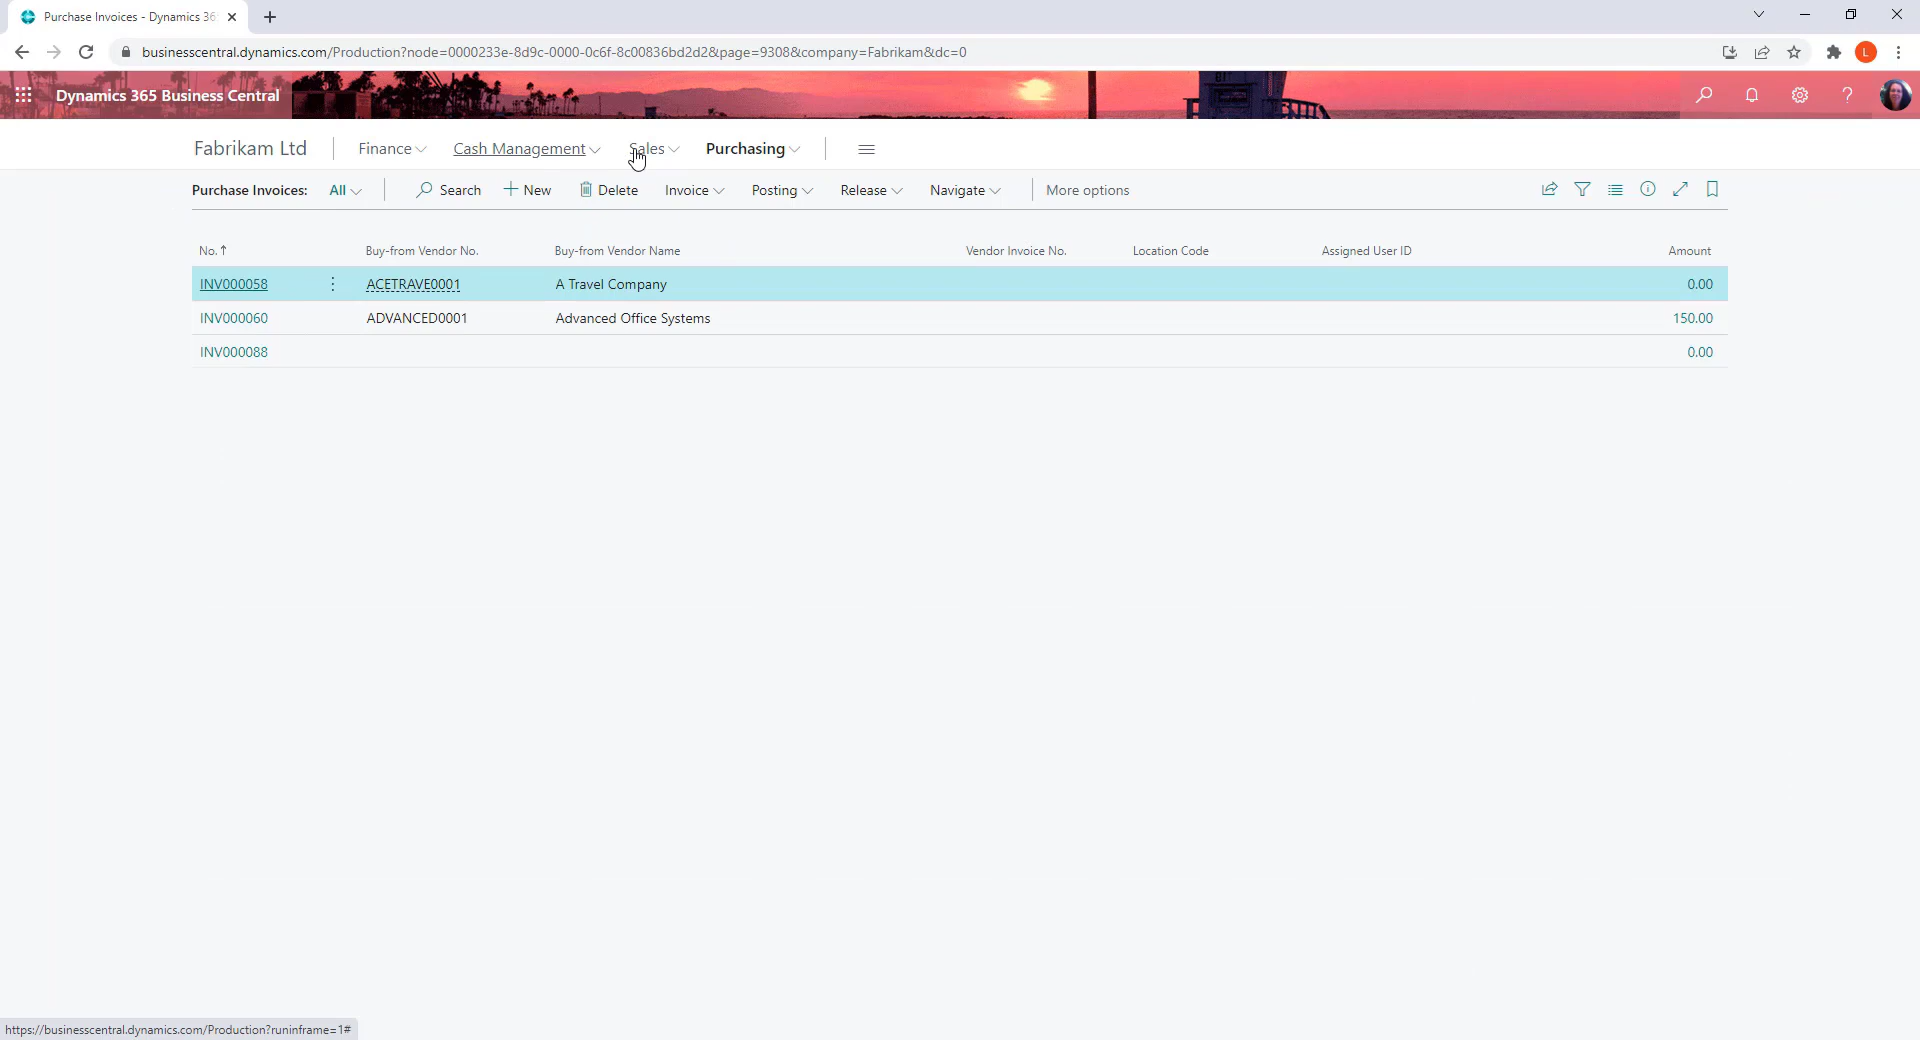 Purchase Invoices - Dynamics 36
businesscentral.dynamics.com/Production?node=0000233e-8d9c-0000-0c6f-8c00836bd2d2&page=9308&company=Fabrikam&dc=0
L
Dynamics 365 Business Central
Fabrikam Ltd Finance Cash Management Sales Purchasing
Purchase Invoices: All Search New Delete Invoice Posting Release Navigate More options
No. ↑ Buy-from Vendor No. Buy-from Vendor Name Vendor Invoice No. Location Code Assigned User ID Amount
INV000058 ACETRAVE0001 A Travel Company 0.00
INV000060 ADVANCED0001 Advanced Office Systems 150.00
INV000088 0.00
https://businesscentral.dynamics.com/Production?runinframe=1#